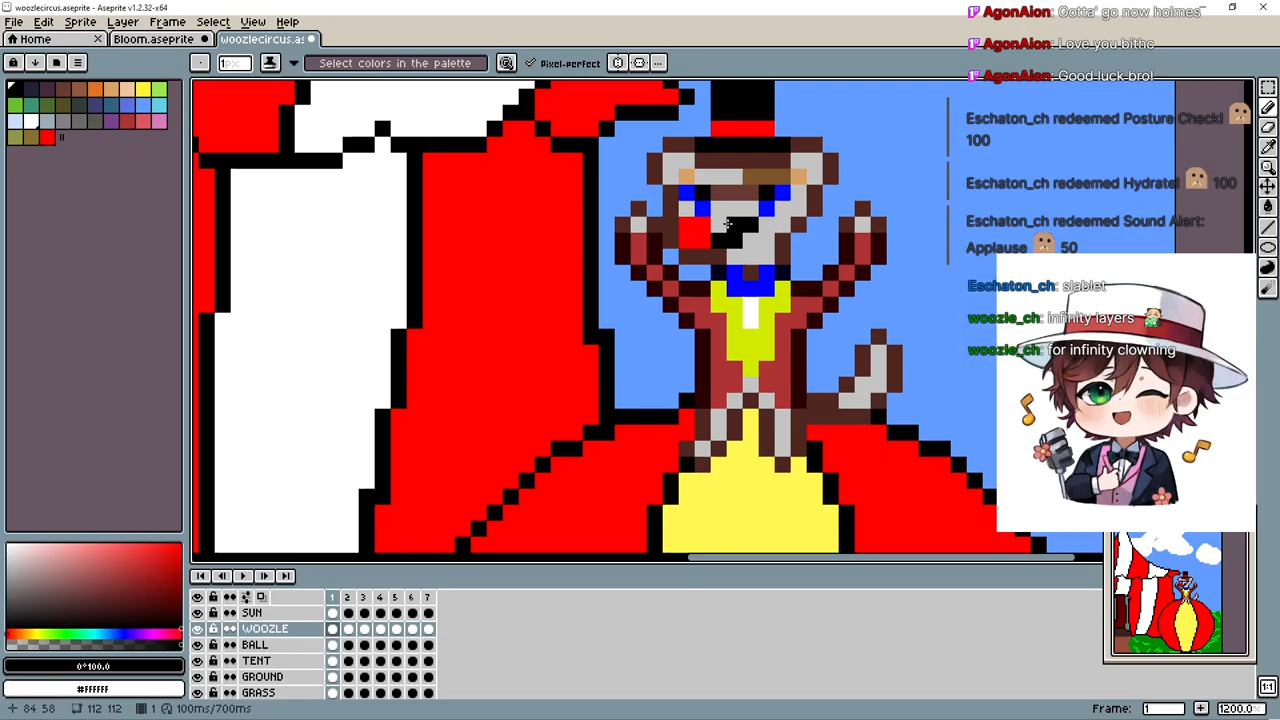 woozlecircus.aseprite - Aseprite v1.2.32-x64
File Edit Sprite Layer Frame Select View Help
Home Bloom.aseprite woozlecircus.as
1px Select colors in the palette Pixel-perfect
AgonAion: Gotta' go now holmes
AgonAion: Love you bitho
AgonAion: Good luck bro!
Eschaton_ch redeemed Posture Check!
100
Eschaton_ch redeemed Hydrate! 100
Eschaton_ch redeemed Sound Alert:
Applause 50
Eschaton_ch: slablet
woozle_ch: infinity layers
woozle_ch: for infinity clowning
1 2 3 4 5 6 7
SUN
WOOZLE
BALL
TENT
GROUND
GRASS
0*100.0
#FFFFFF
84 58 112 112 1 100ms/700ms Frame: 1 1200.0
1:1